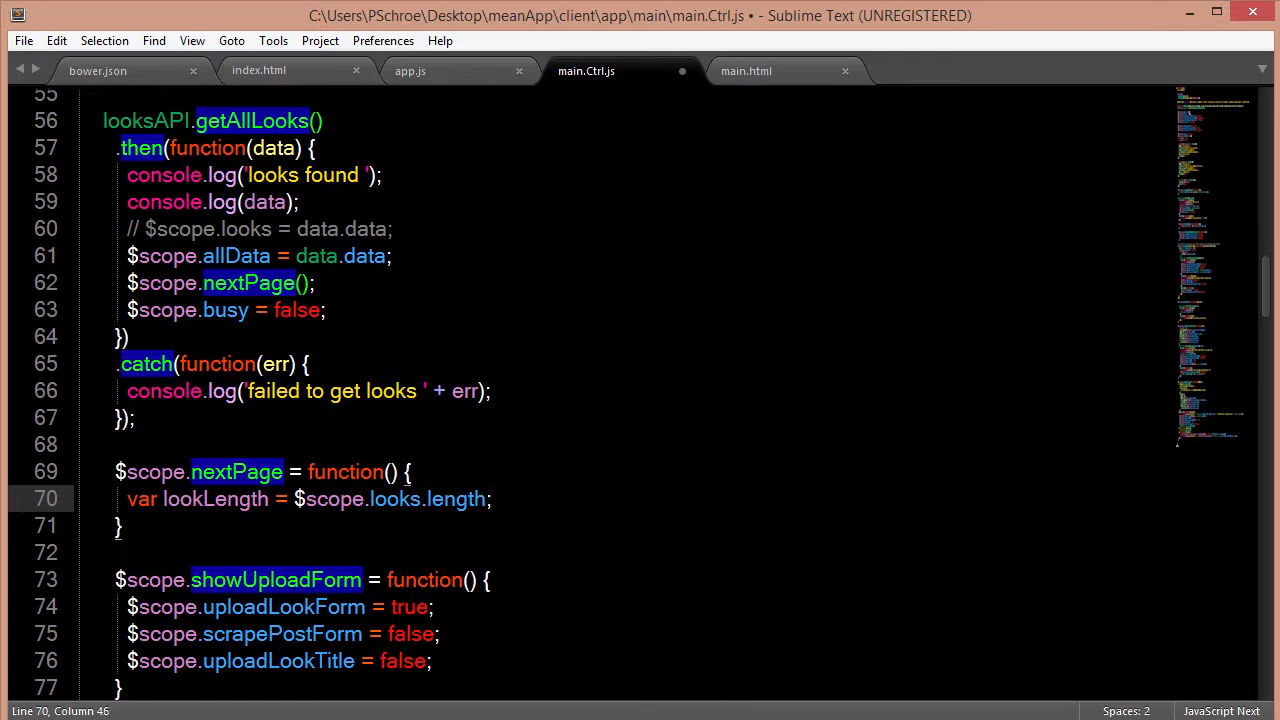 C:\Users\PSchroe\Desktop\meanApp\client\app\main\main.Ctrl.js • - Sublime Text (UNREGISTERED)
File Edit Selection Find View Goto Tools Project Preferences Help
bower.json index.html app.js main.Ctrl.js main.html
55
56 looksAPI.getAllLooks()
57 .then(function(data) {
58 console.log('looks found ');
59 console.log(data);
60 // $scope.looks = data.data;
61 $scope.allData = data.data;
62 $scope.nextPage();
63 $scope.busy = false;
64 })
65 .catch(function(err) {
66 console.log('failed to get looks ' + err);
67 });
68
69 $scope.nextPage = function() {
70 var lookLength = $scope.looks.length;
71 }
72
73 $scope.showUploadForm = function() {
74 $scope.uploadLookForm = true;
75 $scope.scrapePostForm = false;
76 $scope.uploadLookTitle = false;
77 }
Line 70, Column 46 Spaces: 2 JavaScript Next